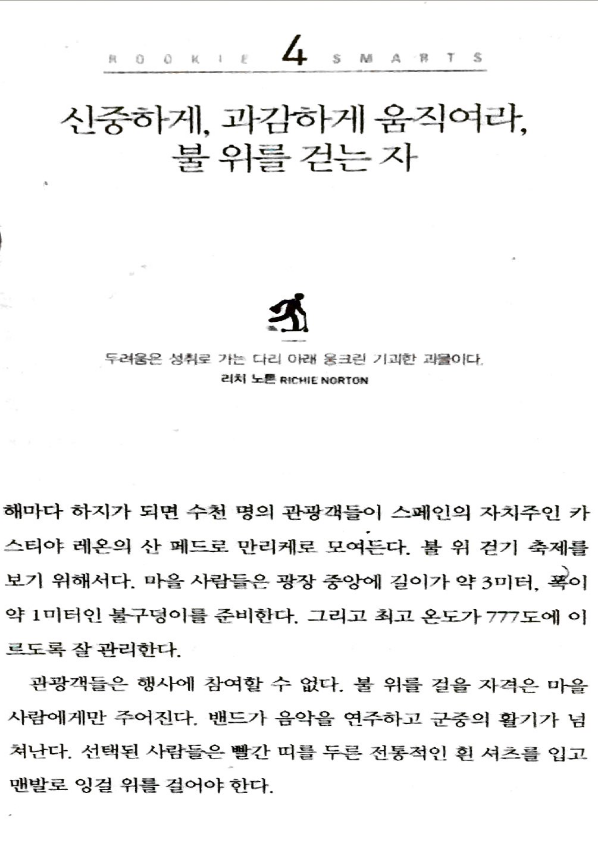 ROOKIE 4 SMARTS
신중하게, 과감하게 움직여라,
불 위를 걷는 자
두려움은 성취로 가는 다리 아래 웅크린 기괴한 괴물이다.
리치 노튼 RICHIE NORTON
해마다 하지가 되면 수천 명의 관광객들이 스페인의 자치주인 카
스티야 레온의 산 페드로 만리케로 모여든다. 불 위 걷기 축제를
보기 위해서다. 마을 사람들은 광장 중앙에 길이가 약 3미터, 폭이
약 1미터인 불구덩이를 준비한다. 그리고 최고 온도가 777도에 이
르도록 잘 관리한다.
관광객들은 행사에 참여할 수 없다. 불 위를 걸을 자격은 마을
사람에게만 주어진다. 밴드가 음악을 연주하고 군중의 활기가 넘
쳐난다. 선택된 사람들은 빨간 띠를 두른 전통적인 흰 셔츠를 입고
맨발로 잉걸 위를 걸어야 한다.